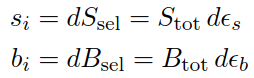 s_i = dS_sel = S_tot dϵ_s
b_i = dB_sel = B_tot dϵ_b